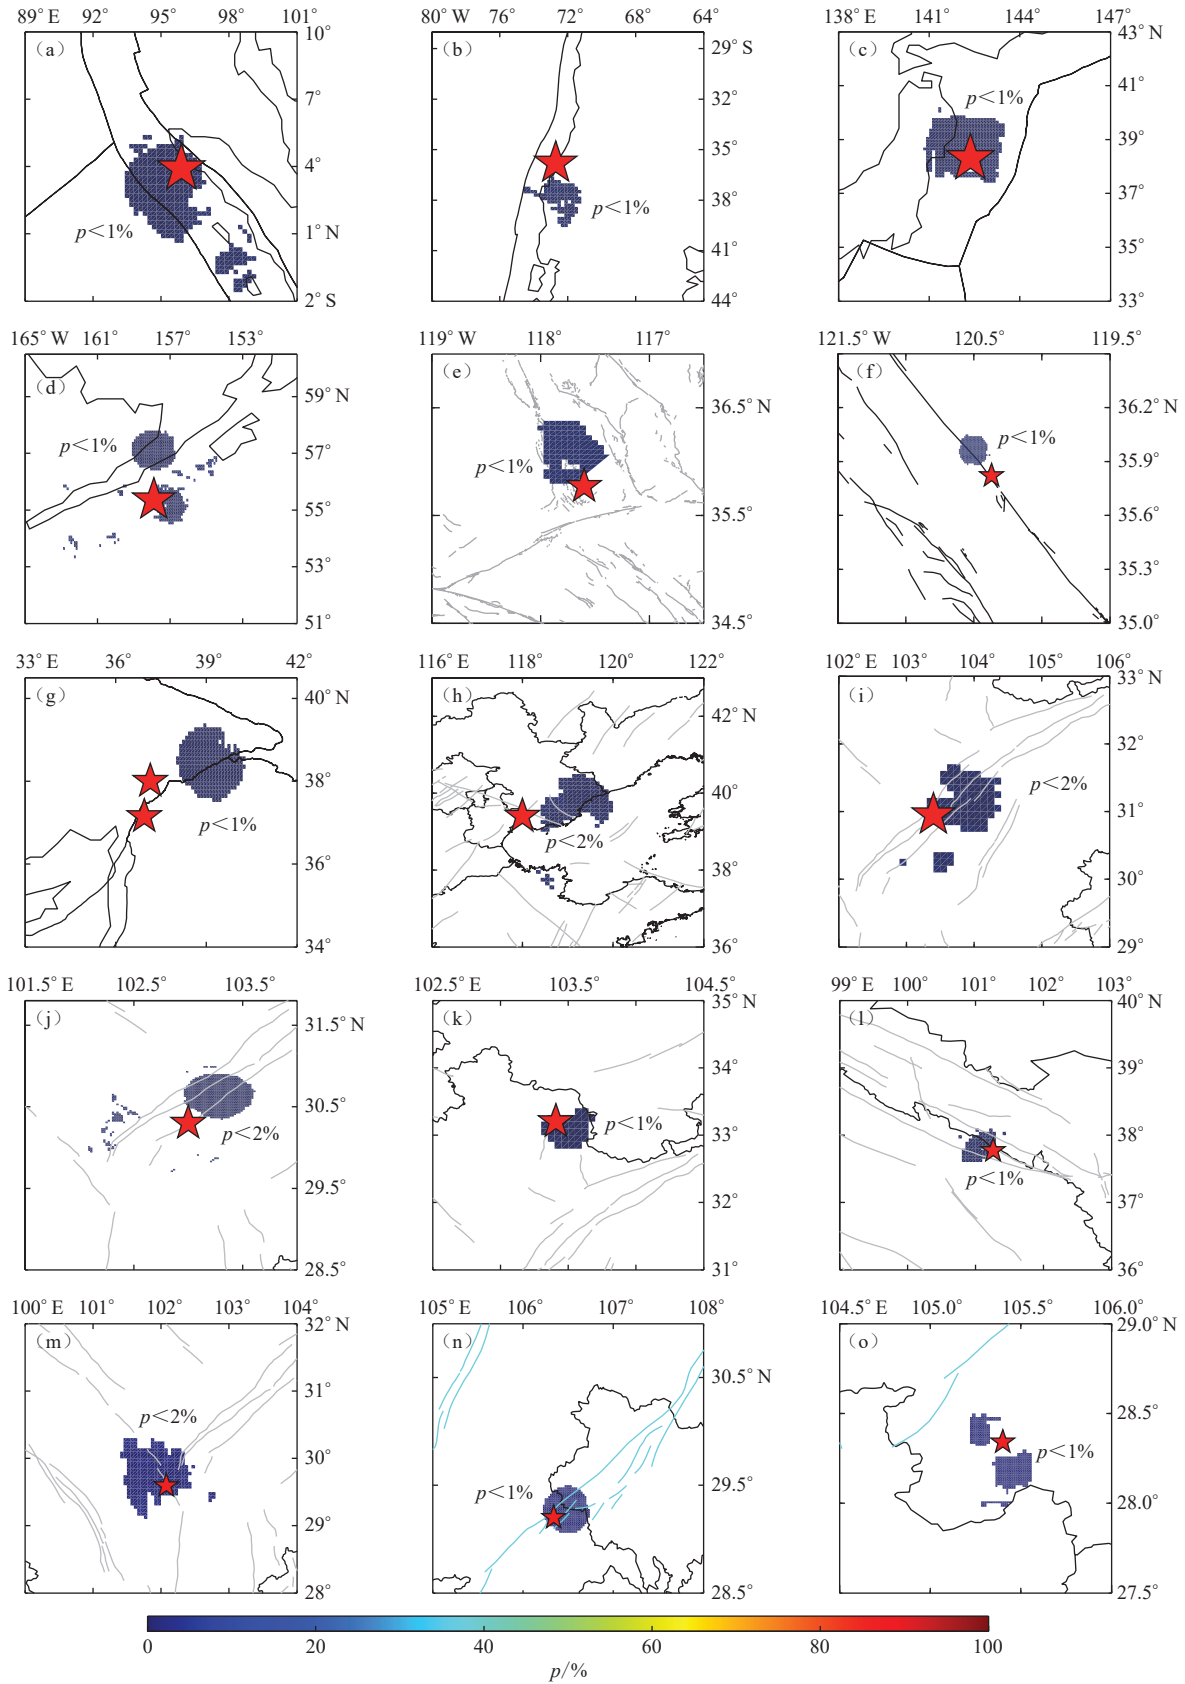 89° E 92° 95° 98° 101°
(a)
10°
7°
4°
1° N
2° S
p<1%
80° W 76° 72° 68° 64°
(b)
29° S
32°
35°
38°
41°
44°
p<1%
138° E 141° 144° 147°
(c)
43° N
41°
39°
37°
35°
33°
p<1%
165° W 161° 157° 153°
(d)
59° N
57°
55°
53°
51°
p<1%
119° W 118° 117°
(e)
36.5° N
35.5°
34.5°
p<1%
121.5° W 120.5° 119.5°
(f)
36.2° N
35.9°
35.6°
35.3°
35.0°
p<1%
33° E 36° 39° 42°
(g)
40° N
38°
36°
34°
p<1%
116° E 118° 120° 122°
(h)
42° N
40°
38°
36°
p<2%
102° E 103° 104° 105° 106°
(i)
33° N
32°
31°
30°
29°
p<2%
101.5° E 102.5° 103.5°
(j)
31.5° N
30.5°
29.5°
28.5°
p<2%
102.5° E 103.5° 104.5°
(k)
35° N
34°
33°
32°
31°
p<1%
99° E 100° 101° 102° 103°
(l)
40° N
39°
38°
37°
36°
p<1%
100° E 101° 102° 103° 104°
(m)
32° N
31°
30°
29°
28°
p<2%
105° E 106° 107° 108°
(n)
30.5° N
29.5°
28.5°
p<1%
104.5° E 105.0° 105.5° 106.0°
(o)
29.0° N
28.5°
28.0°
27.5°
p<1%
0 20 40 60 80 100
p/%